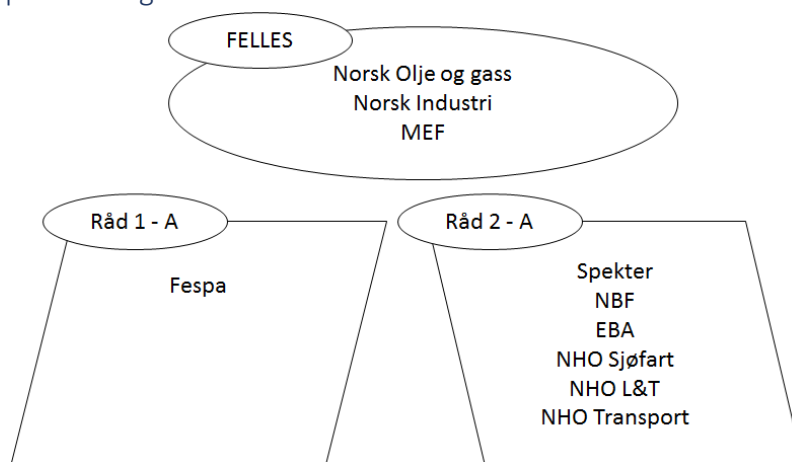 FELLES
Norsk Olje og gass
Norsk Industri
MEF
Råd 1 - A
Fespa
Råd 2 - A
Spekter
NBF
EBA
NHO Sjøfart
NHO L&T
NHO Transport